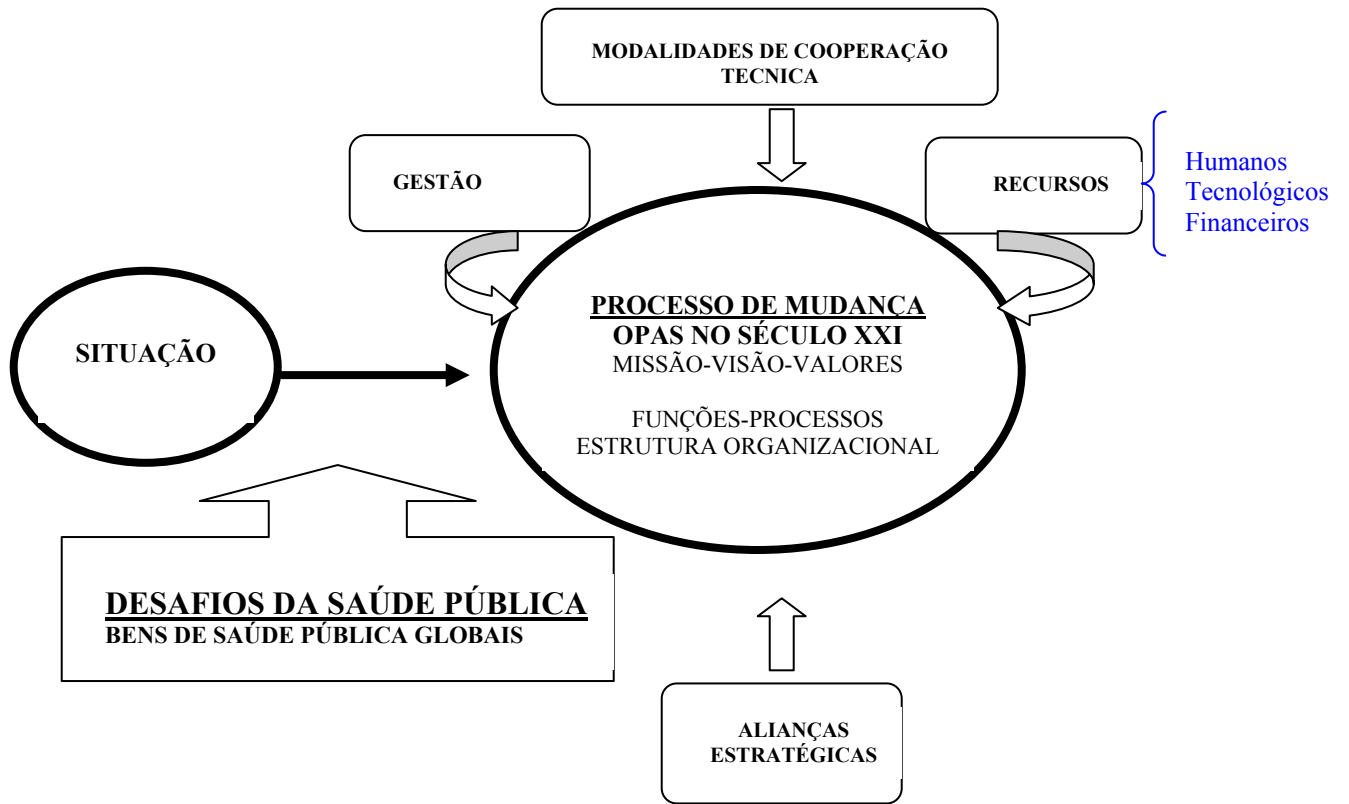 MODALIDADES DE COOPERAÇÃO
TECNICA
GESTÃO
RECURSOS
Humanos
Tecnológicos
Financeiros
SITUAÇÃO
PROCESSO DE MUDANÇA
OPAS NO SÉCULO XXI
MISSÃO-VISÃO-VALORES
FUNÇÕES-PROCESSOS
ESTRUTURA ORGANIZACIONAL
DESAFIOS DA SAÚDE PÚBLICA
BENS DE SAÚDE PÚBLICA GLOBAIS
ALIANÇAS
ESTRATÉGICAS